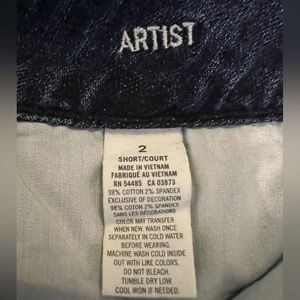 ARTIST
2
SHORT/COURT
MADE IN VIETNAM
FABRIQUÉ AU VIETNAM
RN 54485 CA 03873
98% COTTON 2% SPANDEX
EXCLUSIVE OF DECORATION
98% COTON 2% SPANDEX
SANS LES DÉCORATIONS
COLOR MAY TRANSFER
WHEN NEW. WASH ONCE
SEPARATELY IN COLD WATER
BEFORE WEARING.
MACHINE WASH COLD INSIDE
OUT WITH LIKE COLORS.
DO NOT BLEACH.
TUMBLE DRY LOW.
COOL IRON IF NEEDED.